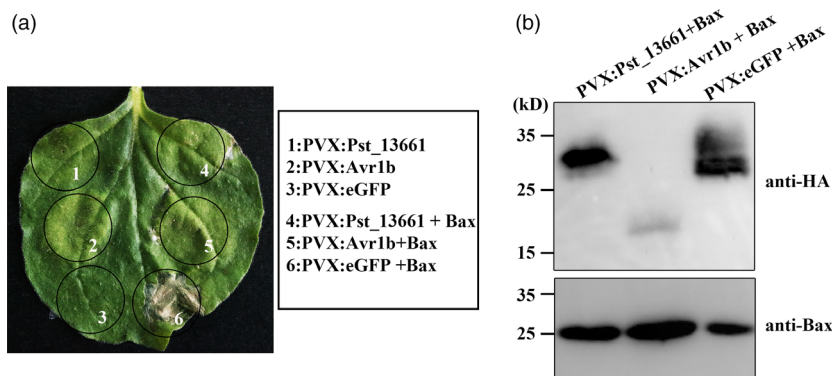 (a)
1
2
3
4
5
6
1:PVX:Pst_13661
2:PVX:Avr1b
3:PVX:eGFP
4:PVX:Pst_13661 + Bax
5:PVX:Avr1b+Bax
6:PVX:eGFP +Bax
(b)
PVX:Pst_13661+Bax
PVX:Avr1b + Bax
PVX:eGFP +Bax
(kD)
35
25
15
anti-HA
35
25
anti-Bax